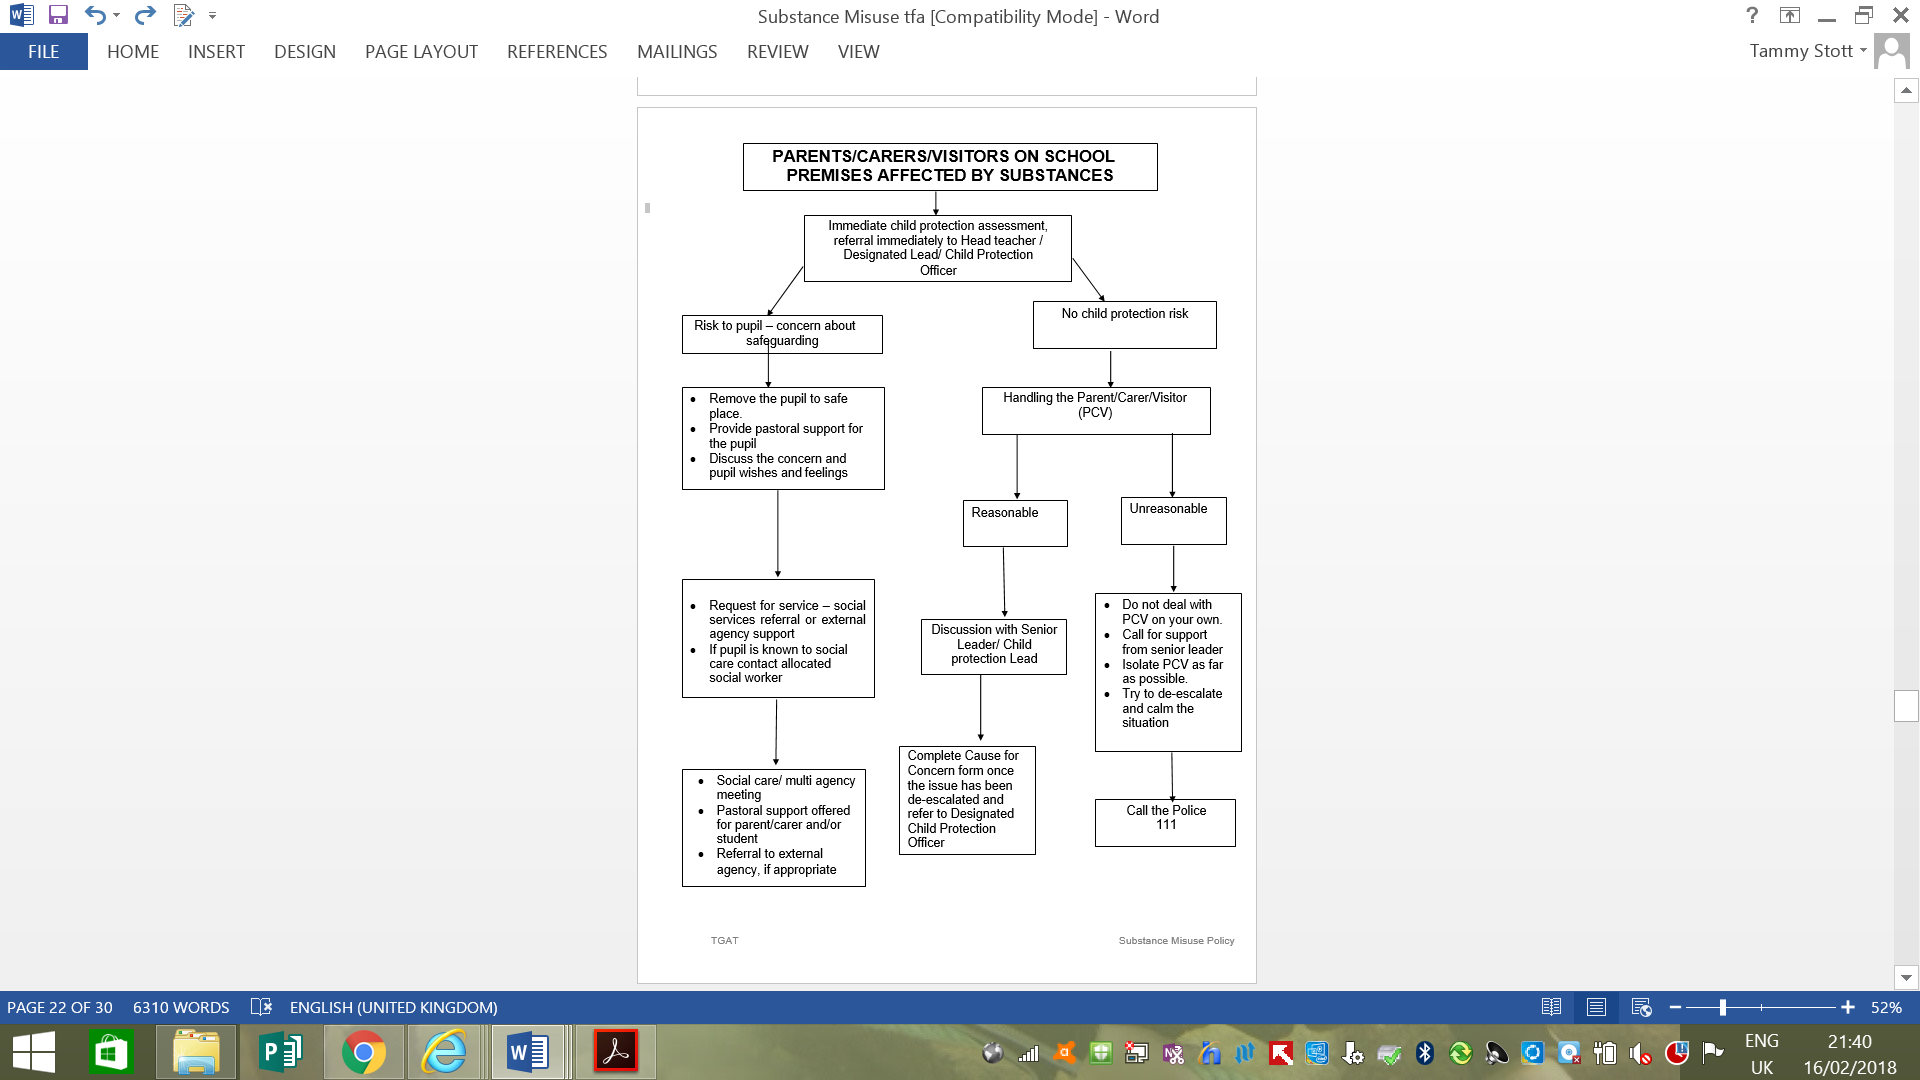 Substance Misuse tfa [Compatibility Mode] - Word
FILE HOME INSERT DESIGN PAGE LAYOUT REFERENCES MAILINGS REVIEW VIEW
Tammy Stott
PARENTS/CARERS/VISITORS ON SCHOOL
PREMISES AFFECTED BY SUBSTANCES
Immediate child protection assessment,
referral immediately to Head teacher /
Designated Lead/ Child Protection
Officer
Risk to pupil – concern about
safeguarding
No child protection risk
• Remove the pupil to safe
place.
• Provide pastoral support for
the pupil
• Discuss the concern and
pupil wishes and feelings
Handling the Parent/Carer/Visitor
(PCV)
Reasonable
Unreasonable
• Request for service – social
services referral or external
agency support
• If pupil is known to social
care contact allocated
social worker
Discussion with Senior
Leader/ Child
protection Lead
• Do not deal with
PCV on your own.
• Call for support
from senior leader
• Isolate PCV as far
as possible.
• Try to de-escalate
and calm the
situation
• Social care/ multi agency
meeting
• Pastoral support offered
for parent/carer and/or
student
• Referral to external
agency, if appropriate
Complete Cause for
Concern form once
the issue has been
de-escalated and
refer to Designated
Child Protection
Officer
Call the Police
111
TGAT
Substance Misuse Policy
PAGE 22 OF 30 6310 WORDS ENGLISH (UNITED KINGDOM)
52%
ENG
UK
21:40
16/02/2018